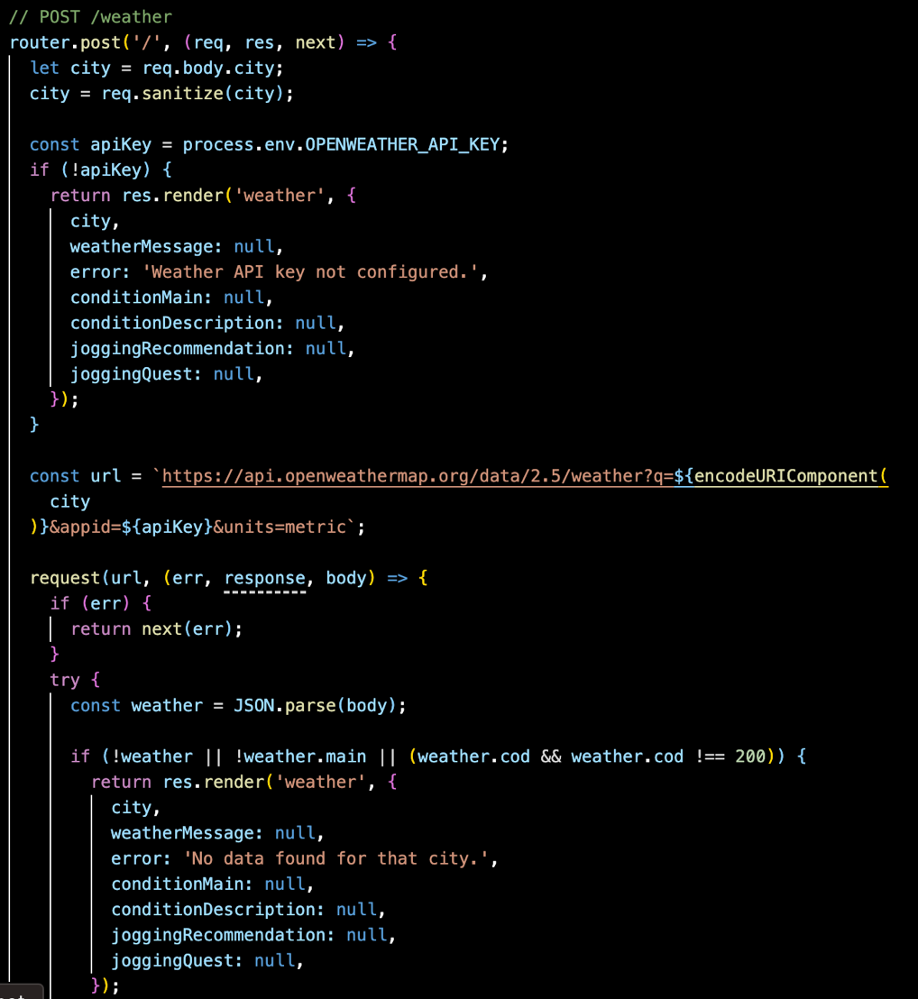 // POST /weather
router.post('/', (req, res, next) => {
  let city = req.body.city;
  city = req.sanitize(city);

  const apiKey = process.env.OPENWEATHER_API_KEY;
  if (!apiKey) {
    return res.render('weather', {
      city,
      weatherMessage: null,
      error: 'Weather API key not configured.',
      conditionMain: null,
      conditionDescription: null,
      joggingRecommendation: null,
      joggingQuest: null,
    });
  }

  const url = `https://api.openweathermap.org/data/2.5/weather?q=${encodeURIComponent(
    city
  )}&appid=${apiKey}&units=metric`;

  request(url, (err, response, body) => {
    if (err) {
      return next(err);
    }
    try {
      const weather = JSON.parse(body);

      if (!weather || !weather.main || (weather.cod && weather.cod !== 200)) {
        return res.render('weather', {
          city,
          weatherMessage: null,
          error: 'No data found for that city.',
          conditionMain: null,
          conditionDescription: null,
          joggingRecommendation: null,
          joggingQuest: null,
        });